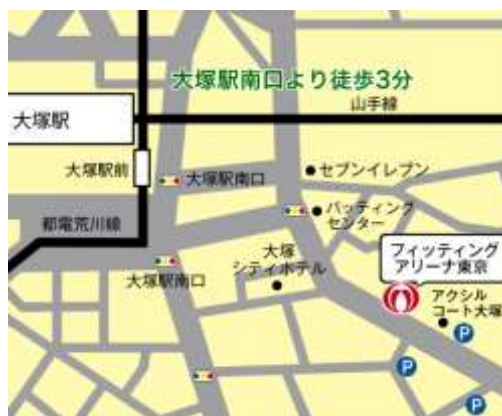 大塚駅南口より徒歩3分
山手線
大塚駅
大塚駅前
大塚駅南口
セブンイレブン
バッティング
センター
都電荒川線
大塚
シティホテル
フィッティング
アリーナ東京
大塚駅南口
アクシル
コート大塚
P
P
P